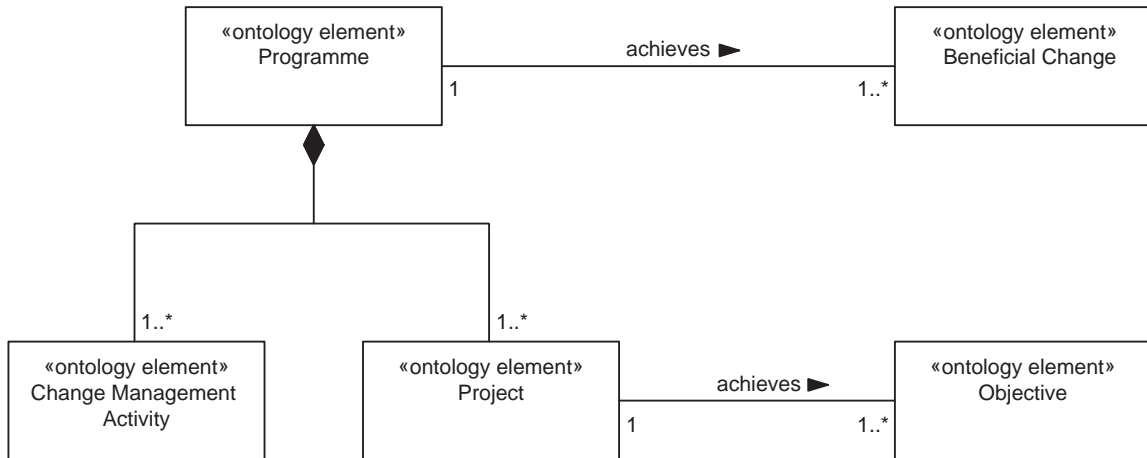 «ontology element»
Programme
achieves ►
1
1..*
«ontology element»
Beneficial Change
1..*
1..*
«ontology element»
Change Management
Activity
«ontology element»
Project
achieves ►
1
1..*
«ontology element»
Objective